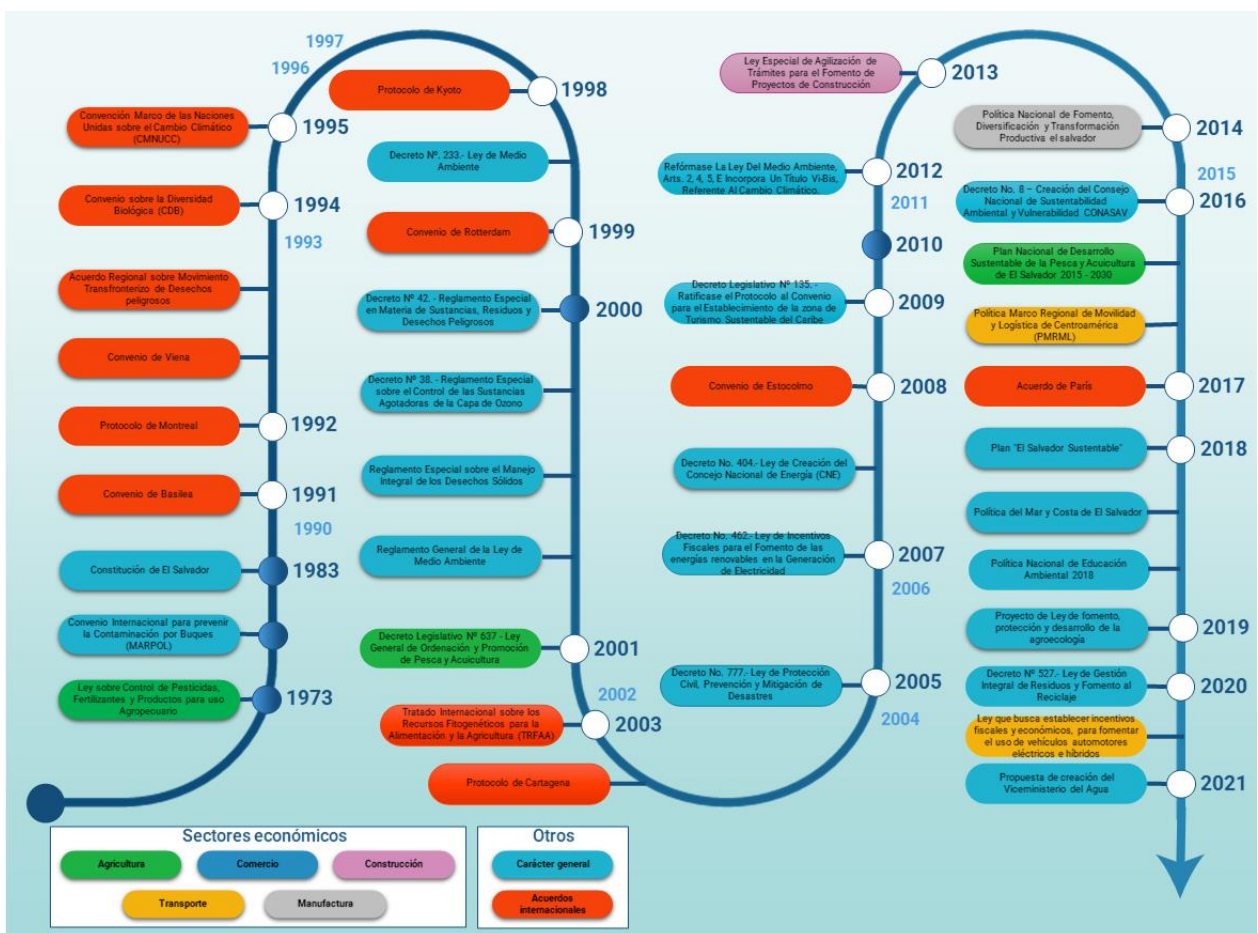 1997
1996
Convención Marco de las Naciones
Unidas sobre el Cambio Climático
(CMNUCC)
1995
Convenio sobre la Diversidad
Biológica (CDB)
1994
1993
Acuerdo Regional sobre Movimiento
Transfronterizo de Desechos
peligrosos
Convenio de Viena
Protocolo de Montreal
1992
Convenio de Basilea
1991
1990
Constitución de El Salvador
1983
Convenio Internacional para prevenir
la Contaminación por Buques
(MARPOL)
Ley sobre Control de Pesticidas,
Fertilizantes y Productos para uso
Agropecuario
1973
Protocolo de Kyoto
1998
Decreto Nº. 233.- Ley de Medio
Ambiente
Convenio de Rotterdam
1999
Decreto Nº 42. - Reglamento Especial
en Materia de Sustancias, Residuos y
Desechos Peligrosos
2000
Decreto Nº 38. - Reglamento Especial
sobre el Control de las Sustancias
Agotadoras de la Capa de Ozono
Reglamento Especial sobre el Manejo
Integral de los Desechos Sólidos
Reglamento General de la Ley de
Medio Ambiente
Decreto Legislativo Nº 637 - Ley
General de Ordenación y Promoción
de Pesca y Acuicultura
2001
2002
Tratado Internacional sobre los
Recursos Fitogenéticos para la
Alimentación y la Agricultura (TRFAA)
2003
Protocolo de Cartagena
Ley Especial de Agilización de
Trámites para el Fomento de
Proyectos de Construcción
2013
Refórmase La Ley Del Medio Ambiente,
Arts. 2, 4, 5, E Incorpora Un Título Vi-Bis,
Referente Al Cambio Climático.
2012
2011
2010
Decreto Legislativo Nº 135. -
Ratificase el Protocolo al Convenio
para el Establecimiento de la zona de
Turismo Sustentable del Caribe
2009
Convenio de Estocolmo
2008
Decreto No. 404.- Ley de Creación del
Concejo Nacional de Energía (CNE)
Decreto No. 462.- Ley de Incentivos
Fiscales para el Fomento de las
energías renovables en la Generación
de Electricidad
2007
2006
Decreto No. 777.- Ley de Protección
Civil, Prevención y Mitigación de
Desastres
2005
2004
Política Nacional de Fomento,
Diversificación y Transformación
Productiva el salvador
2014
2015
Decreto No. 8 – Creación del Consejo
Nacional de Sustentabilidad
Ambiental y Vulnerabilidad CONASAV
2016
Plan Nacional de Desarrollo
Sustentable de la Pesca y Acuicultura
de El Salvador 2015 - 2030
Política Marco Regional de Movilidad
y Logística de Centroamérica
(PMRML)
Acuerdo de París
2017
Plan "El Salvador Sustentable"
2018
Política del Mar y Costa de El Salvador
Política Nacional de Educación
Ambiental 2018
Proyecto de Ley de fomento,
protección y desarrollo de la
agroecología
2019
Decreto Nº 527.- Ley de Gestión
Integral de Residuos y Fomento al
Reciclaje
2020
Ley que busca establecer incentivos
fiscales y económicos, para fomentar
el uso de vehículos automotores
eléctricos e híbridos
Propuesta de creación del
Viceministerio del Agua
2021
Sectores económicos
Agricultura
Comercio
Construcción
Transporte
Manufactura
Otros
Carácter general
Acuerdos
internacionales